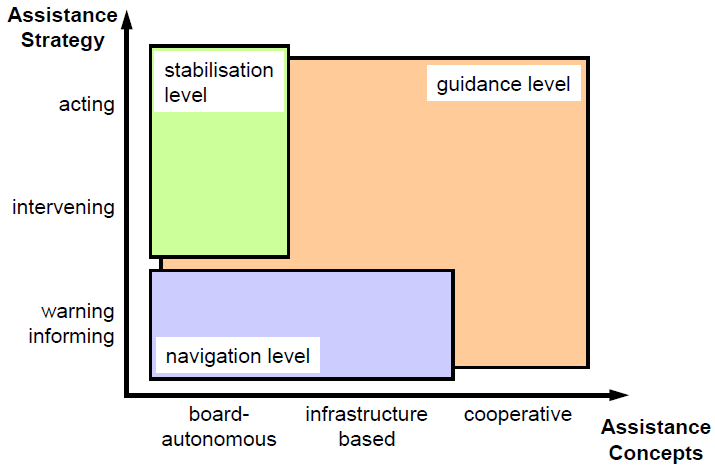 Assistance
Strategy
stabilisation
level
guidance level
acting
intervening
warning
informing
navigation level
board-
autonomous
infrastructure
based
cooperative
Assistance
Concepts